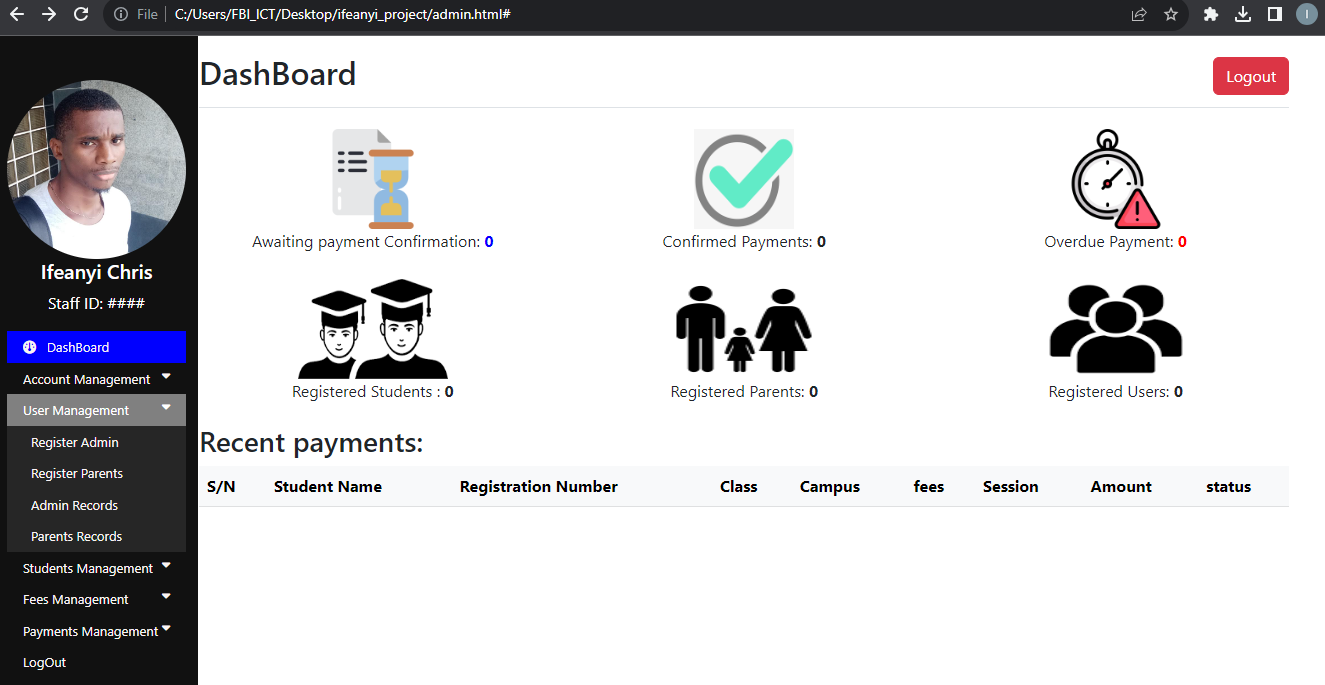 File
C:/Users/FBI_ICT/Desktop/ifeanyi_project/admin.html#
I
Ifeanyi Chris
Staff ID: ####
DashBoard
Account Management
User Management
Register Admin
Register Parents
Admin Records
Parents Records
Students Management
Fees Management
Payments Management
LogOut
DashBoard
Logout
Awaiting payment Confirmation: 0
Confirmed Payments: 0
Overdue Payment: 0
Registered Students : 0
Registered Parents: 0
Registered Users: 0
Recent payments:
S/N Student Name Registration Number Class Campus fees Session Amount status